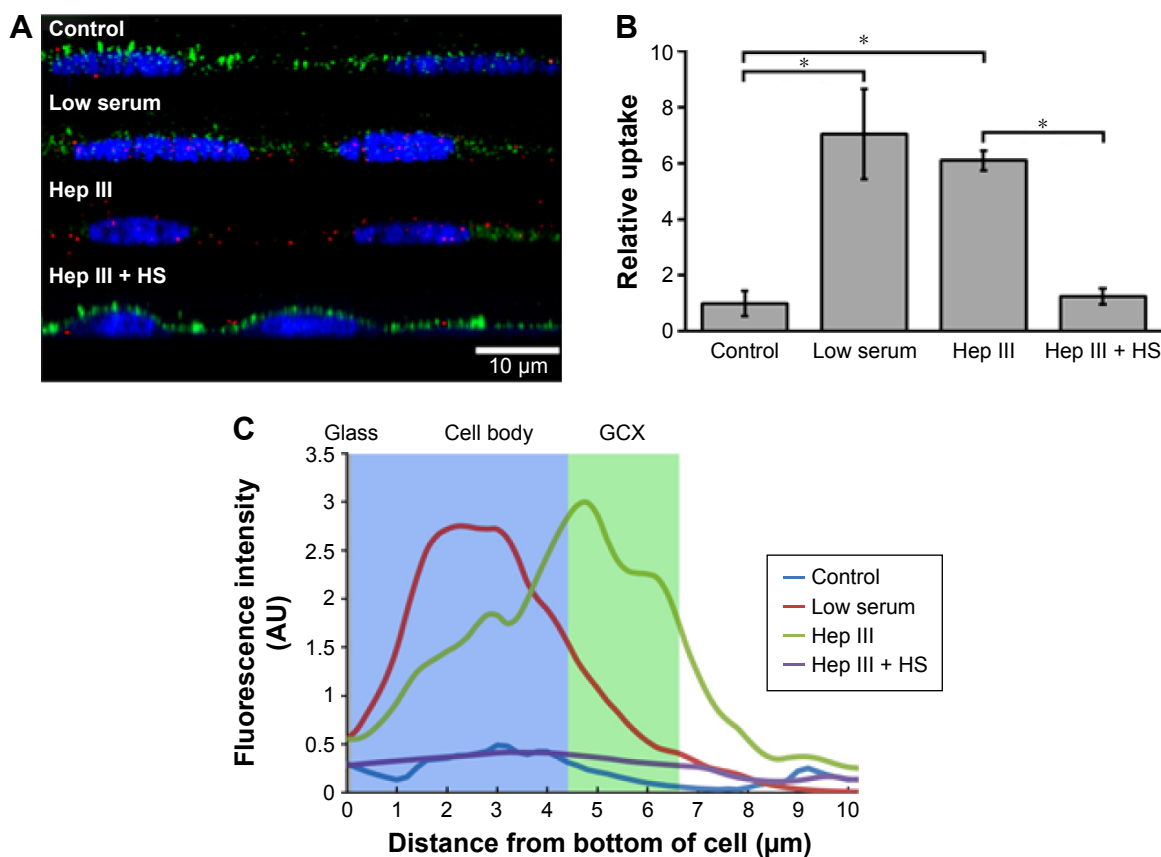 A
Control
Low serum
Hep III
Hep III + HS
10 µm
B
Relative uptake
10
8
6
4
2
0
*
*
*
Control Low serum Hep III Hep III + HS
C
Glass Cell body GCX
Fluorescence intensity
(AU)
3.5
3
2.5
2
1.5
1
0.5
0
0 1 2 3 4 5 6 7 8 9 10
Distance from bottom of cell (µm)
Control
Low serum
Hep III
Hep III + HS